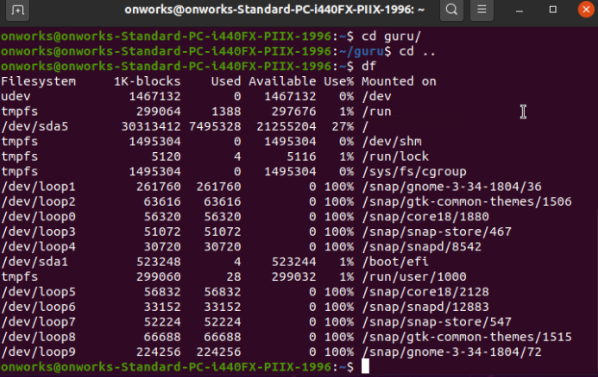 onworks@onworks-Standard-PC-i440FX-PIIX-1996: ~
onworks@onworks-Standard-PC-i440FX-PIIX-1996:~$ cd guru/
onworks@onworks-Standard-PC-i440FX-PIIX-1996:~/guru$ cd ..
onworks@onworks-Standard-PC-i440FX-PIIX-1996:~$ df
Filesystem     1K-blocks    Used Available Use% Mounted on
udev             1467132       0   1467132   0% /dev
tmpfs             299064    1388    297676   1% /run
/dev/sda5       30313412 7495328  21255204  27% /
tmpfs            1495304       0   1495304   0% /dev/shm
tmpfs               5120       4      5116   1% /run/lock
tmpfs            1495304       0   1495304   0% /sys/fs/cgroup
/dev/loop1        261760  261760         0 100% /snap/gnome-3-34-1804/36
/dev/loop2         63616   63616         0 100% /snap/gtk-common-themes/1506
/dev/loop0         56320   56320         0 100% /snap/core18/1880
/dev/loop3         51072   51072         0 100% /snap/snap-store/467
/dev/loop4         30720   30720         0 100% /snap/snapd/8542
/dev/sda1         523248       4    523244   1% /boot/efi
tmpfs             299060      28    299032   1% /run/user/1000
/dev/loop5         56832   56832         0 100% /snap/core18/2128
/dev/loop6         33152   33152         0 100% /snap/snapd/12883
/dev/loop7         52224   52224         0 100% /snap/snap-store/547
/dev/loop8         66688   66688         0 100% /snap/gtk-common-themes/1515
/dev/loop9        224256  224256         0 100% /snap/gnome-3-34-1804/72
onworks@onworks-Standard-PC-i440FX-PIIX-1996:~$